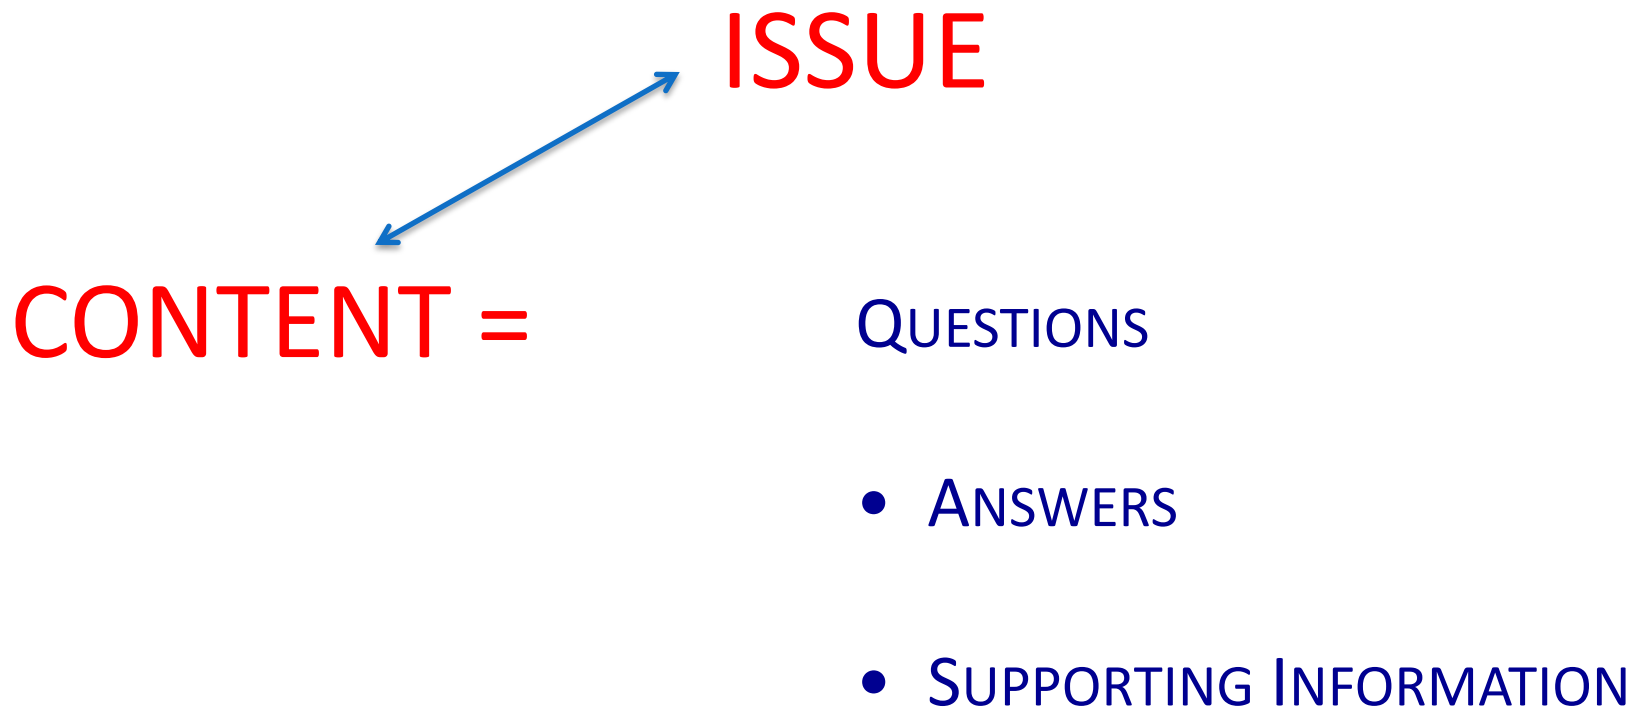 ISSUE
CONTENT = QUESTIONS
• ANSWERS
• SUPPORTING INFORMATION